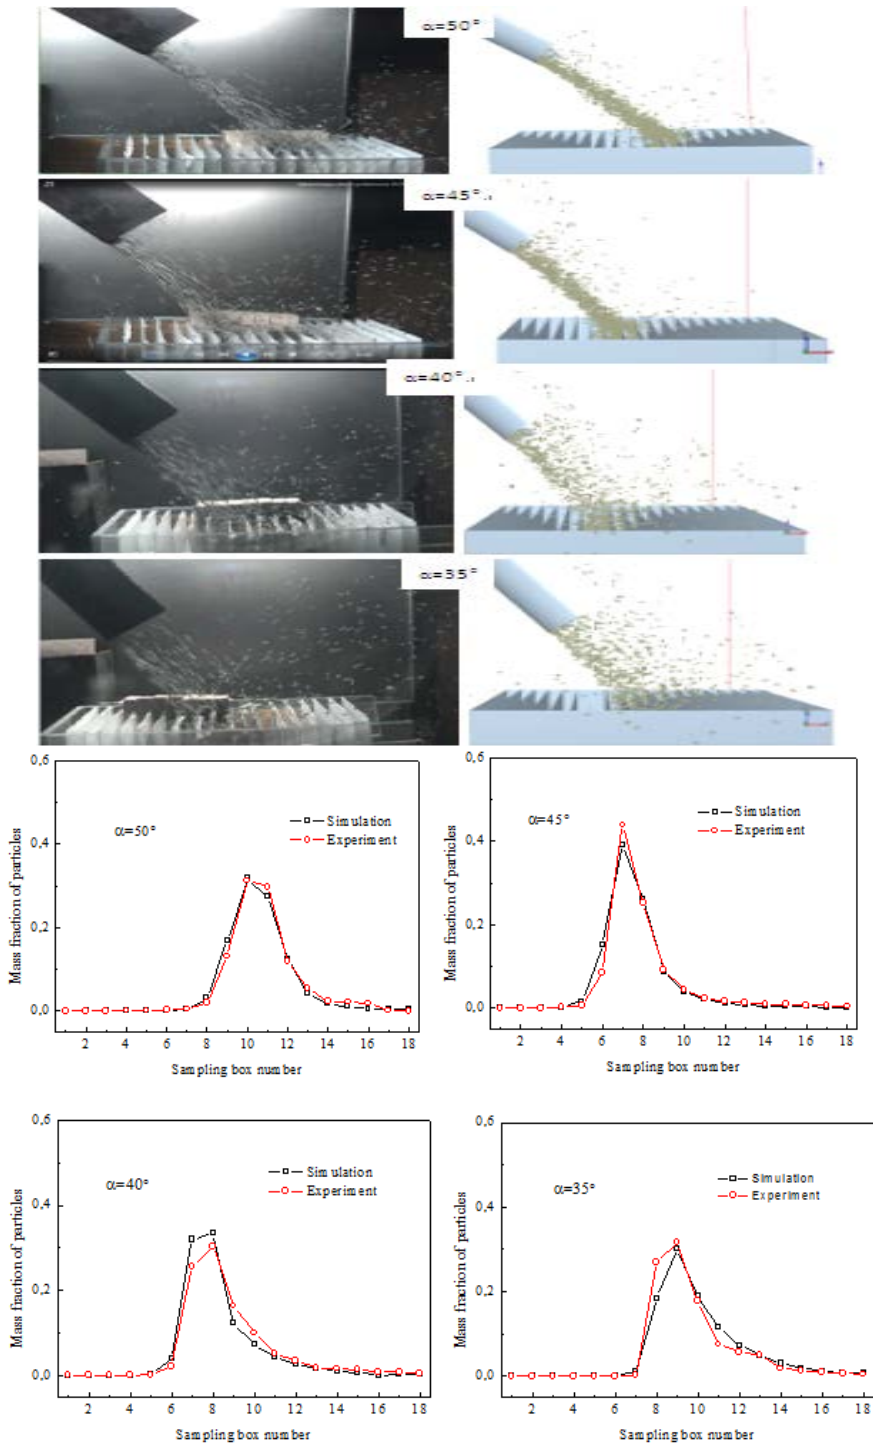 α=50°
α=45°.,
α=40°.,
α=35°
0,6
0,4
0,2
0,0
Mass fraction of particles
α=50°
Simulation
Experiment
2 4 6 8 10 12 14 16 18
Sampling box number
0,6
0,4
0,2
0,0
Mass fraction of particles
α=45°
Simulation
Experiment
2 4 6 8 10 12 14 16 18
Sampling box number
0,6
0,4
0,2
0,0
Mass fraction of particles
α=40°
Simulation
Experiment
2 4 6 8 10 12 14 16 18
Sampling box number
0,6
0,4
0,2
0,0
Mass fraction of particles
α=35°
Simulation
Experiment
2 4 6 8 10 12 14 16 18
Sampling box number